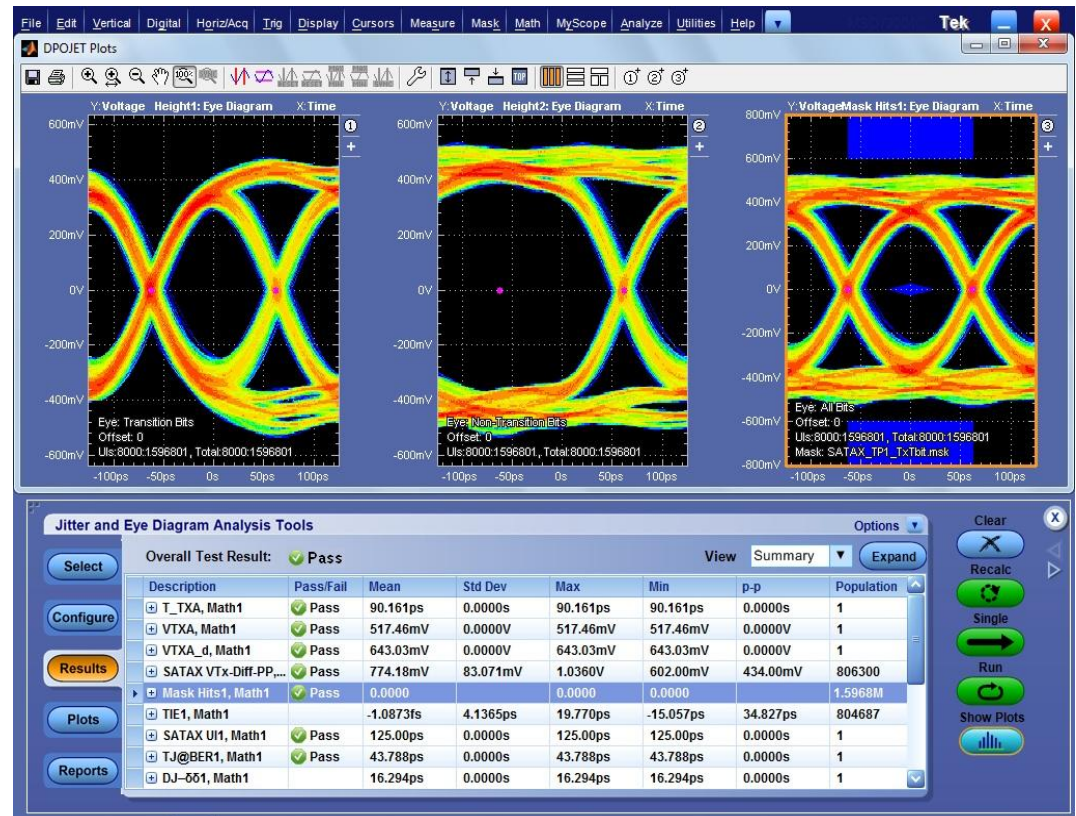 File Edit Vertical Digital Horiz/Acq Trig Display Cursors Measure Mask Math MyScope Analyze Utilities Help Tek X
DPOJET Plots
100% TOP
Y:Voltage Height1: Eye Diagram X:Time
600mV
400mV
200mV
0V
-200mV
-400mV
-600mV
Eye: Transition Bits
Offset: 0
UIs:8000:1596801, Total:8000:1596801
-100ps -50ps 0s 50ps 100ps
1
+
Y:Voltage Height2: Eye Diagram X:Time
600mV
400mV
200mV
0V
-200mV
-400mV
-600mV
Eye: Non-Transition Bits
Offset: 0
UIs:8000:1596801, Total:8000:1596801
-100ps -50ps 0s 50ps 100ps
2
+
Y:VoltageMask Hits1: Eye Diagram X:Time
800mV
600mV
400mV
200mV
0V
-200mV
-400mV
-600mV
-800mV
Eye: All Bits
Offset: 0
UIs:8000:1596801, Total:8000:1596801
Mask: SATAX_TP1_TxTbit.msk
-100ps -50ps 0s 50ps 100ps
3
+
Jitter and Eye Diagram Analysis Tools Options
Select
Configure
Results
Plots
Reports
Overall Test Result: Pass View Summary Expand
Description Pass/Fail Mean Std Dev Max Min p-p Population
T_TXA, Math1 Pass 90.161ps 0.0000s 90.161ps 90.161ps 0.0000s 1
VTXA, Math1 Pass 517.46mV 0.0000V 517.46mV 517.46mV 0.0000V 1
VTXA_d, Math1 Pass 643.03mV 0.0000V 643.03mV 643.03mV 0.0000V 1
SATAX VTx-Diff-PP,... Pass 774.18mV 83.071mV 1.0360V 602.00mV 434.00mV 806300
Mask Hits1, Math1 Pass 0.0000 0.0000 0.0000 1.5968M
TIE1, Math1 -1.0873fs 4.1365ps 19.770ps -15.057ps 34.827ps 804687
SATAX UI1, Math1 Pass 125.00ps 0.0000s 125.00ps 125.00ps 0.0000s 1
TJ@BER1, Math1 Pass 43.788ps 0.0000s 43.788ps 43.788ps 0.0000s 1
DJ–δδ1, Math1 16.294ps 0.0000s 16.294ps 16.294ps 0.0000s 1
Clear
Recalc
Single
Run
Show Plots
X